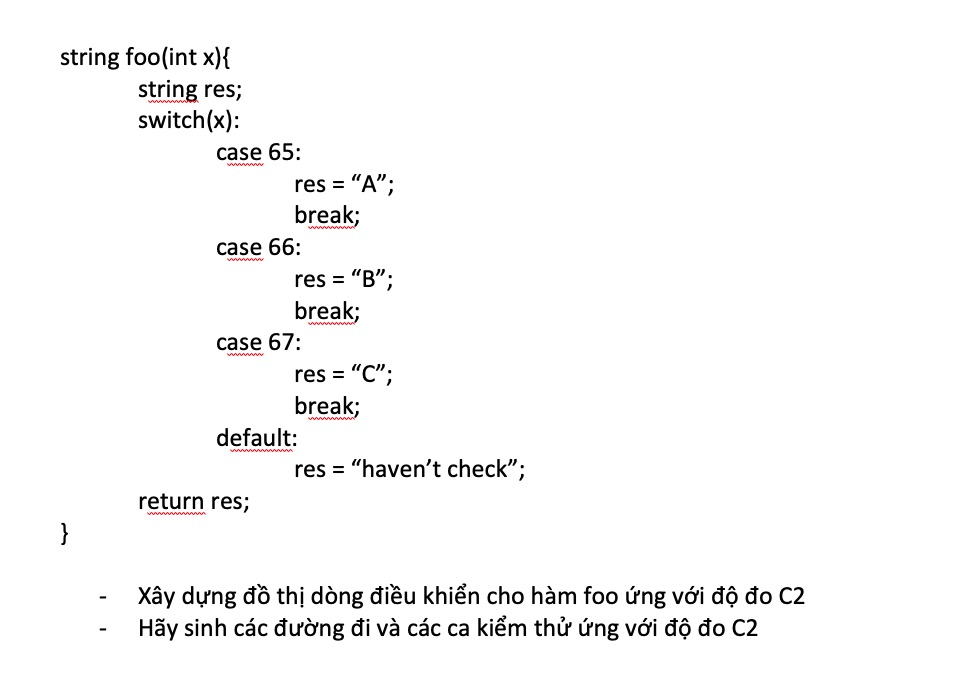 string foo(int x){
string res;
switch(x):
case 65:
res = “A”;
break;
case 66:
res = “B”;
break;
case 67:
res = “C”;
break;
default:
res = “haven’t check”;
return res;
}
- Xây dựng đồ thị dòng điều khiển cho hàm foo ứng với độ đo C2
- Hãy sinh các đường đi và các ca kiểm thử ứng với độ đo C2